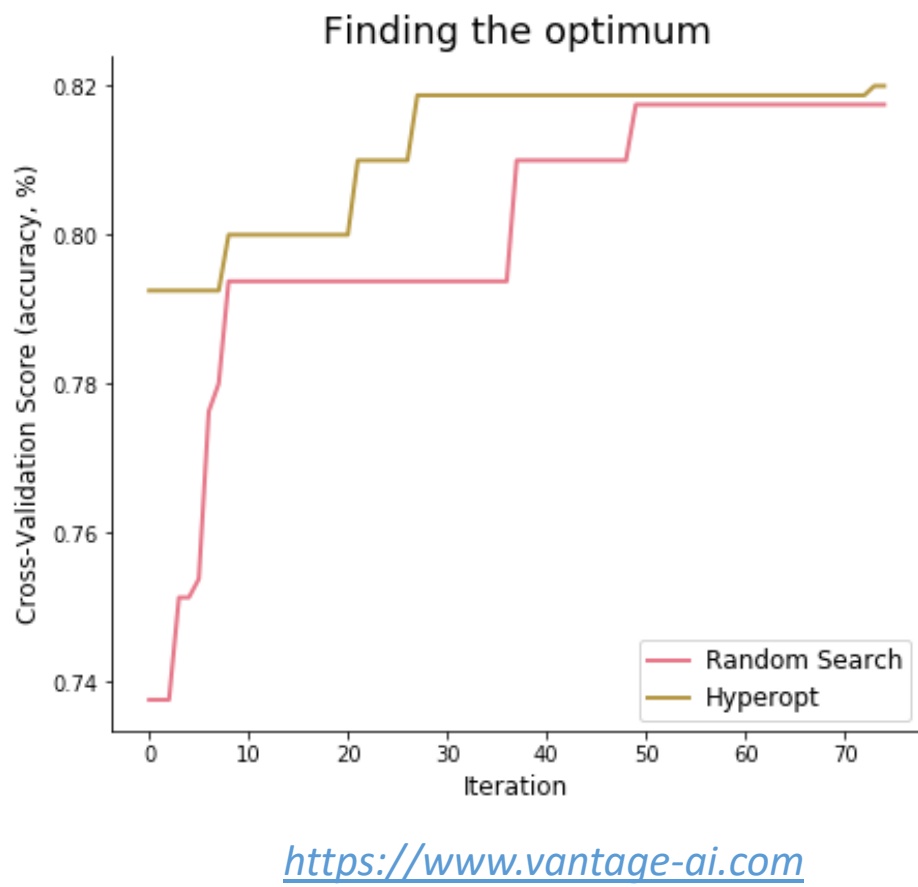 Finding the optimum
Cross-Validation Score (accuracy, %)
0.82
0.80
0.78
0.76
0.74
Random Search
Hyperopt
0 10 20 30 40 50 60 70
Iteration
https://www.vantage-ai.com